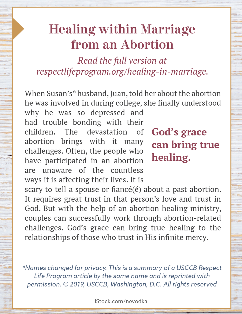 Healing within Marriage
from an Abortion
Read the full version at
respectlifeprogram.org/healing-in-marriage.
When Susan's* husband, Juan, told her about the abortion
he was involved in during college, she finally understood
why he was so depressed and
had trouble bonding with their
children. The devastation of
abortion brings with it many
challenges. Often, the people who
have participated in an abortion
are unaware of the countless
ways it is affecting their lives. It is
God's grace
can bring true
healing.
scary to tell a spouse or fiancé(e) about a past abortion.
It requires great trust in that person's love and trust in
God. But with the help of an abortion healing ministry,
couples can successfully work through abortion-related
challenges. God's grace can bring true healing to the
relationships of those who trust in His infinite mercy.
*Names changed for privacy. This is a summary of a USCCB Respect
Life Program article by the same name and is reprinted with
permission. © 2019, USCCB, Washington, D.C. All rights reserved.